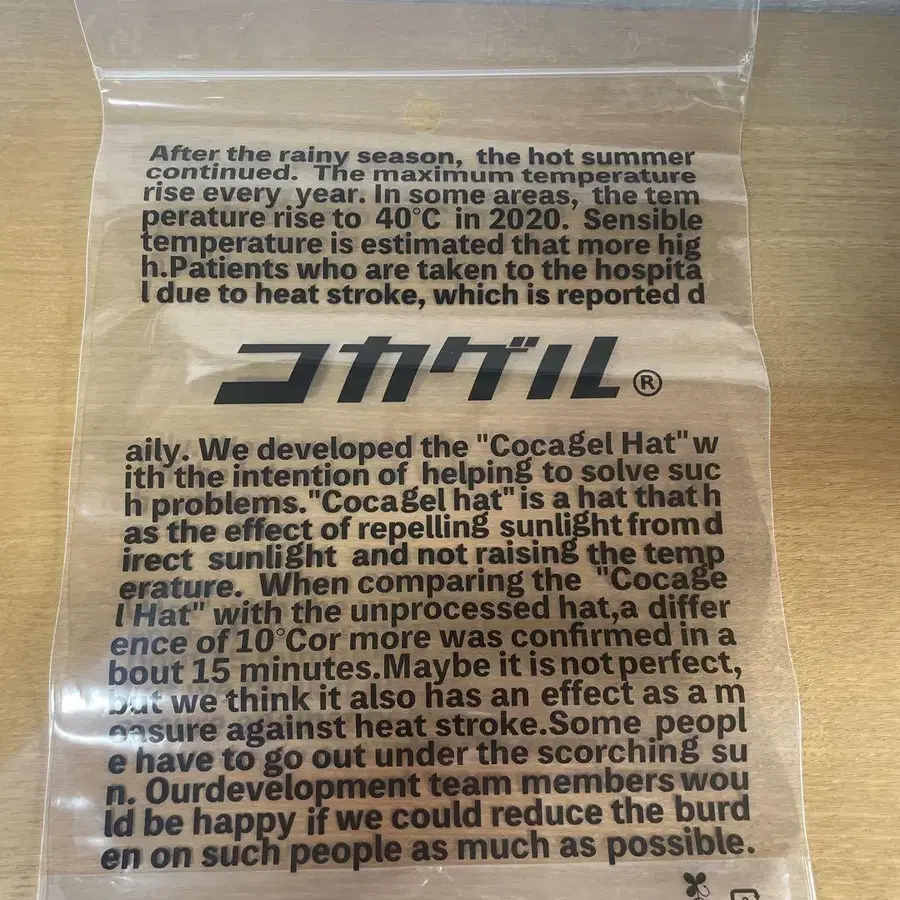 After the rainy season, the hot summer
continued. The maximum temperature
rise every year. In some areas, the tem
perature rise to 40°C in 2020. Sensible
temperature is estimated that more hig
h.Patients who are taken to the hospita
l due to heat stroke, which is reported d
コカゲル®
aily. We developed the "Cocagel Hat" w
ith the intention of helping to solve suc
h problems."Cocagel hat" is a hat that h
as the effect of repelling sunlight from d
irect sunlight and not raising the temp
erature. When comparing the "Cocage
l Hat" with the unprocessed hat,a differ
ence of 10°Cor more was confirmed in a
bout 15 minutes.Maybe it is not perfect,
but we think it also has an effect as a m
easure against heat stroke.Some peopl
e have to go out under the scorching su
n. Ourdevelopment team members wou
ld be happy if we could reduce the burd
en on such people as much as possible.